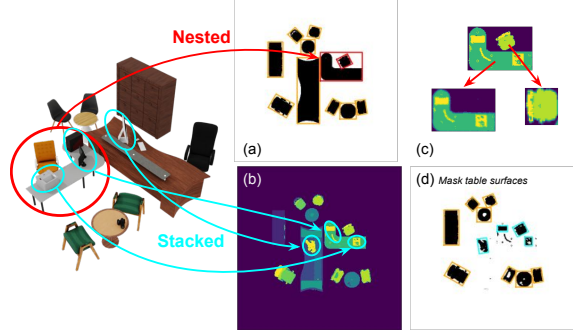 Nested
(a)
(c)
(b)
(d) Mask table surfaces
Stacked